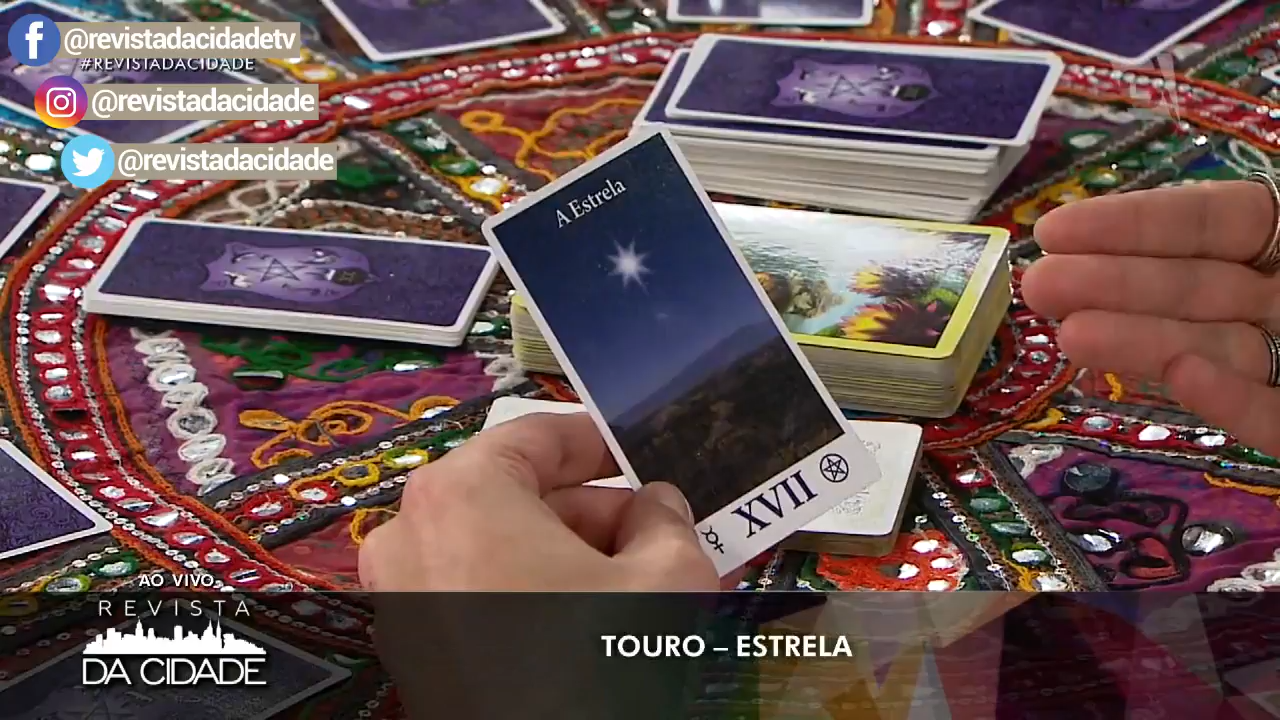 @revistadacidadetv
#REVISTADACIDADE
@revistadacidade
@revistadacidade
A Estrela
XVII
AO VIVO
REVISTA
DA CIDADE
TOURO – ESTRELA